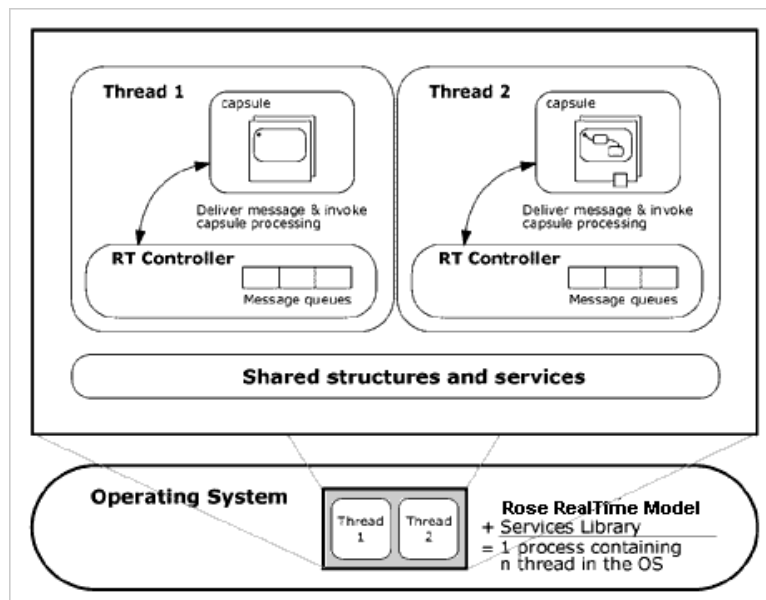 Thread 1
capsule
Deliver message & invoke
capsule processing
RT Controller
Message queues
Thread 2
capsule
Deliver message & invoke
capsule processing
RT Controller
Message queues
Shared structures and services
Operating System
Thread
1
Thread
2
Rose RealTime Model
+ Services Library
= 1 process containing
n thread in the OS